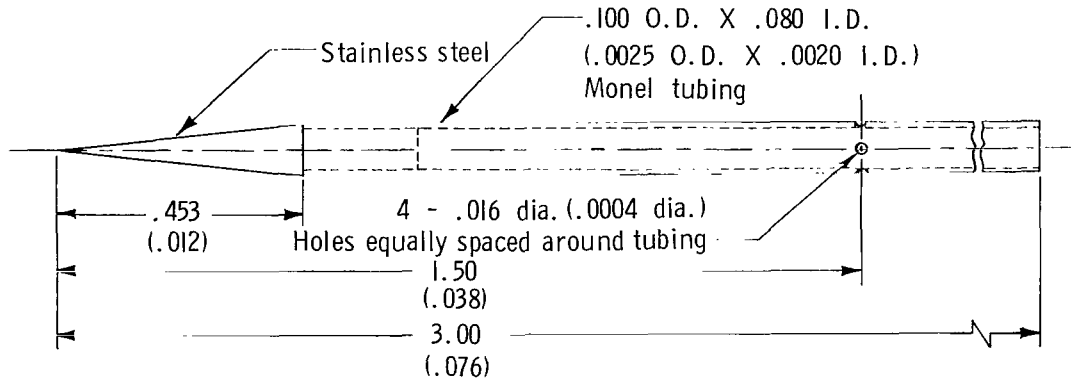 .100 O.D. X .080 I.D.
(.0025 O.D. X .0020 I.D.)
Monel tubing
Stainless steel
.453
(.012)
4 - .016 dia. (.0004 dia.)
Holes equally spaced around tubing
1.50
(.038)
3.00
(.076)